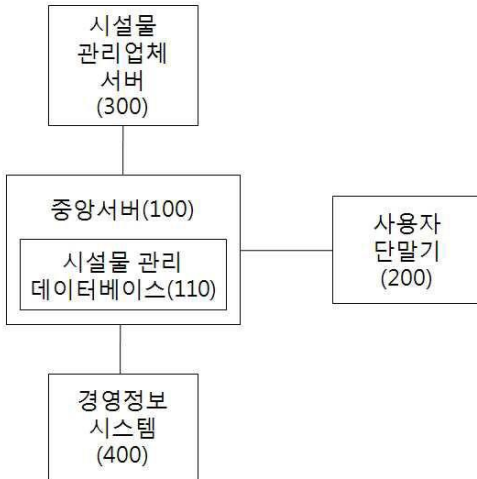 시설물
관리업체
서버
(300)
중앙서버(100)
시설물 관리
데이터베이스(110)
사용자
단말기
(200)
경영정보
시스템
(400)